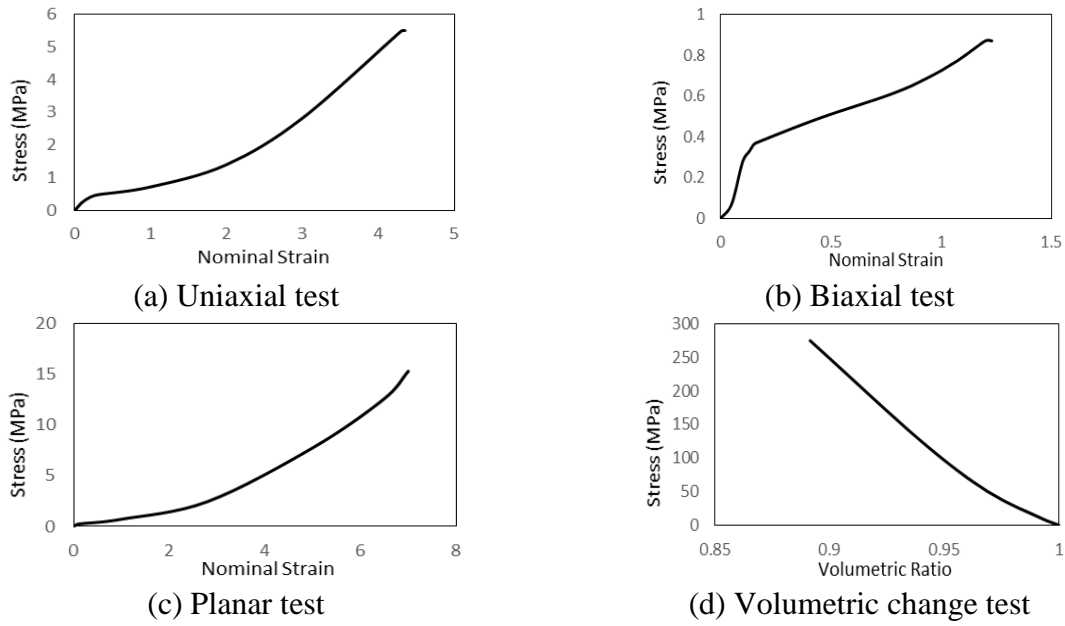 6
5
4
3
2
1
0
Stress (MPa)
0 1 2 3 4 5
Nominal Strain
(a) Uniaxial test
1
0.8
0.6
0.4
0.2
0
Stress (MPa)
0 0.5 1 1.5
Nominal Strain
(b) Biaxial test
20
15
10
5
0
Stress (MPa)
0 2 4 6 8
Nominal Strain
(c) Planar test
300
250
200
150
100
50
0
Stress (MPa)
0.85 0.9 0.95 1
Volumetric Ratio
(d) Volumetric change test